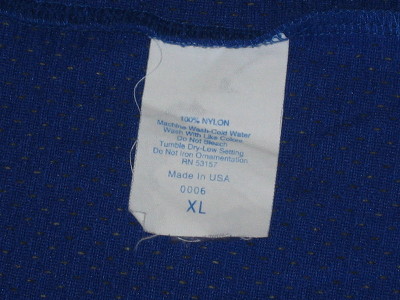 100% NYLON
Machine Wash-Cold Water
Wash With Like Colors
Do Not Bleach
Tumble Dry-Low Setting
Do Not Iron Ornamentation
RN 53157
Made In USA
0006
XL